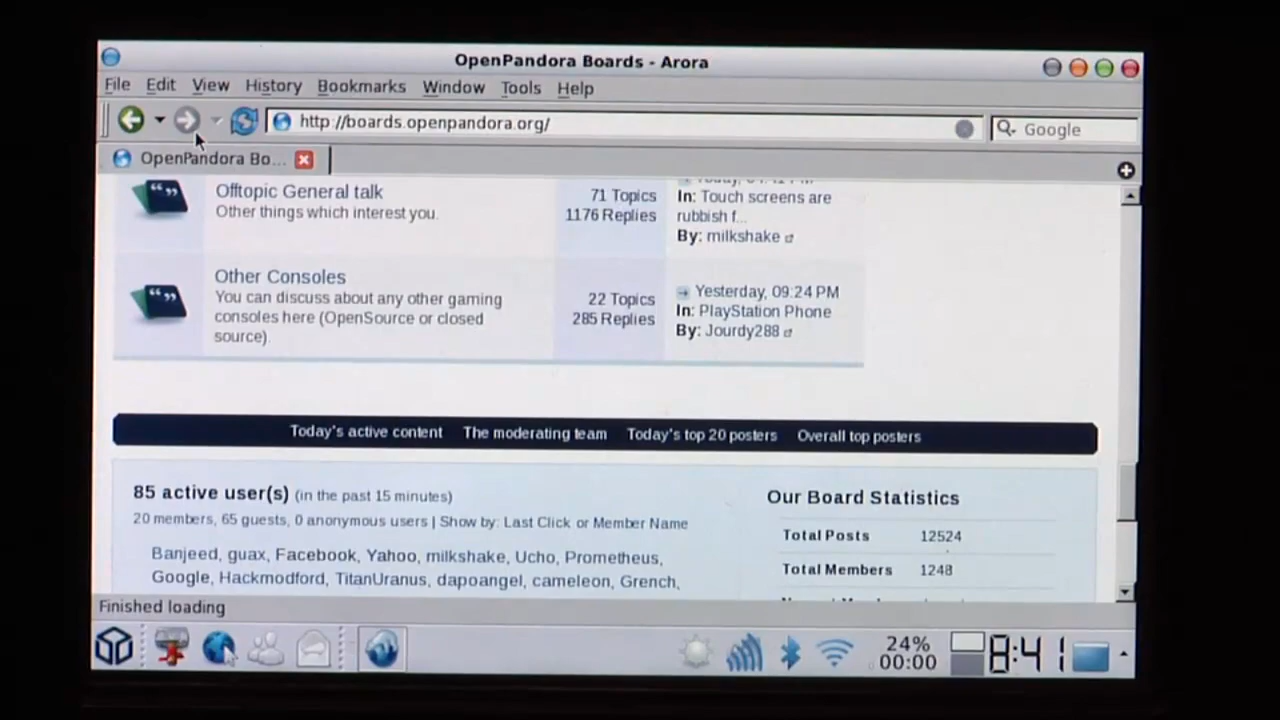 OpenPandora Boards - Arora
File Edit View History Bookmarks Window Tools Help
http://boards.openpandora.org/
Google
OpenPandora Bo...
Offtopic General talk
Other things which interest you.
71 Topics
1176 Replies
In: Touch screens are
rubbish f...
By: milkshake
Other Consoles
You can discuss about any other gaming
consoles here (OpenSource or closed
source).
22 Topics
285 Replies
Yesterday, 09:24 PM
In: PlayStation Phone
By: Jourdy288
Today's active content The moderating team Today's top 20 posters Overall top posters
85 active user(s) (in the past 15 minutes)
20 members, 65 guests, 0 anonymous users | Show by: Last Click or Member Name
Banjeed, guax, Facebook, Yahoo, milkshake, Ucho, Prometheus,
Google, Hackmodford, TitanUranus, dapoangel, cameleon, Grench,
Our Board Statistics
Total Posts 12524
Total Members 1248
Finished loading
24%
00:00
8:41